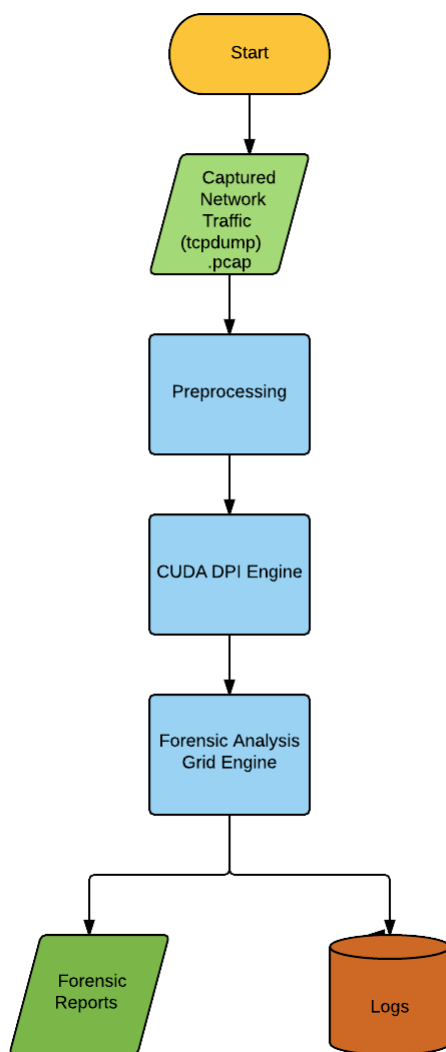 Start
Captured
Network
Traffic
(tcpdump)
.pcap
Preprocessing
CUDA DPI Engine
Forensic Analysis
Grid Engine
Forensic
Reports
Logs